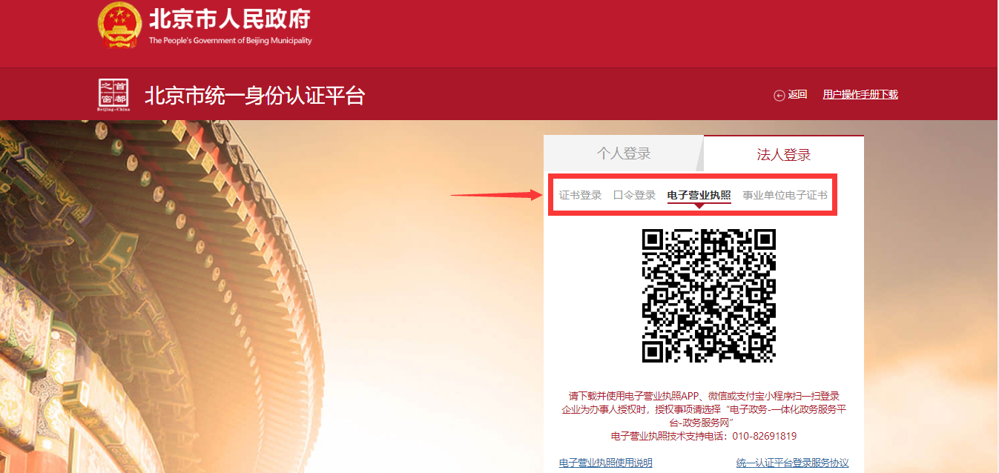 北京市人民政府
The People's Government of Beijing Municipality
首都之窗
Beijing-China
北京市统一身份认证平台
返回
用户操作手册下载
个人登录
法人登录
证书登录
口令登录
电子营业执照
事业单位电子证书
请下载并使用电子营业执照APP、微信或支付宝小程序扫一扫登录
企业为办事人授权时，授权事项请选择“电子政务-一体化政务服务平
台-政务服务网”
电子营业执照技术支持电话：010-82691819
电子营业执照使用说明
统一认证平台登录服务协议